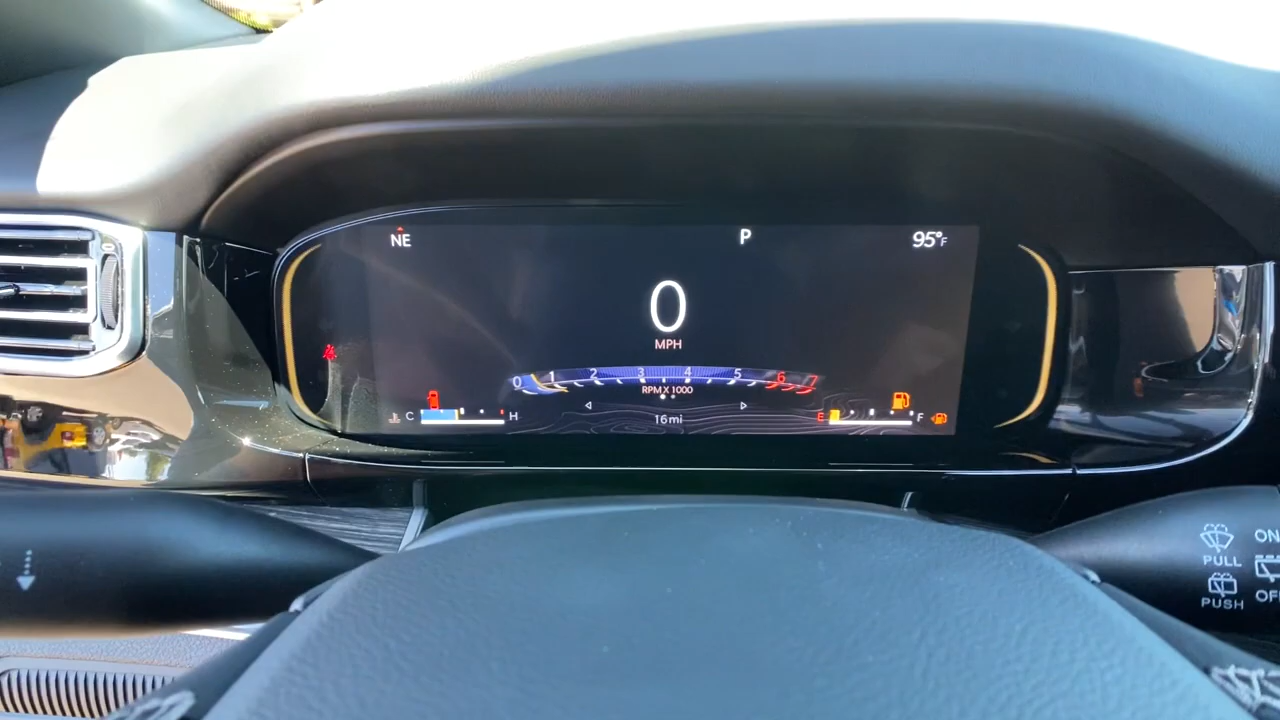 NE P 95°F
0
MPH
0 1 2 3 4 5 6 7
RPM X 1000
C H 16mi E F
PULL ON
PUSH OFF